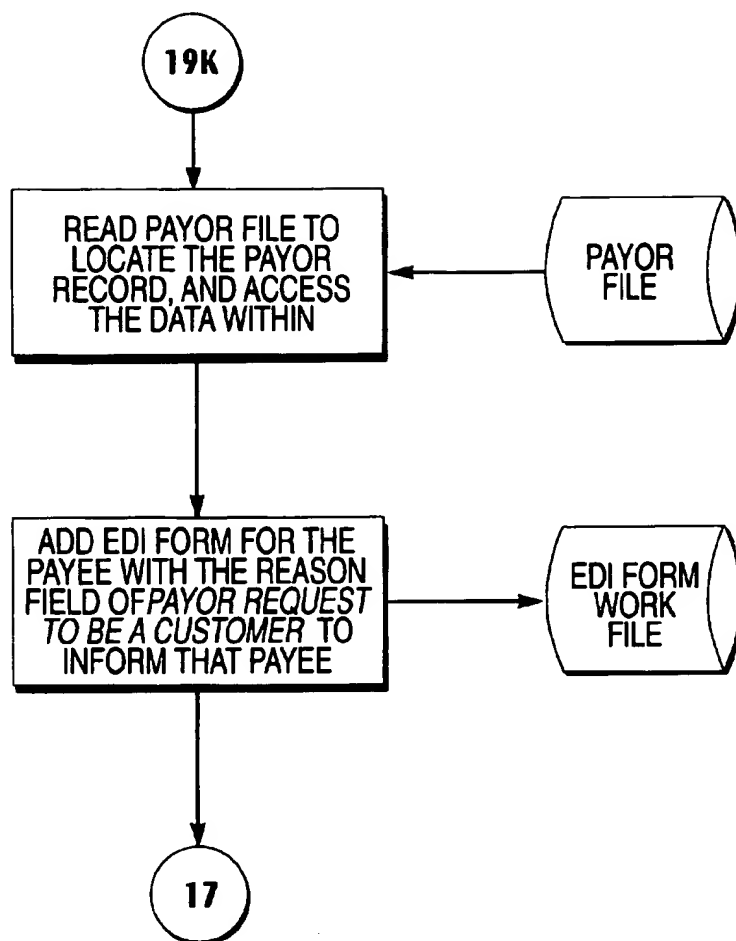 19K
READ PAYOR FILE TO
LOCATE THE PAYOR
RECORD, AND ACCESS
THE DATA WITHIN
PAYOR
FILE
ADD EDI FORM FOR THE
PAYEE WITH THE REASON
FIELD OF PAYOR REQUEST
TO BE A CUSTOMER TO
INFORM THAT PAYEE
EDI FORM
WORK
FILE
17